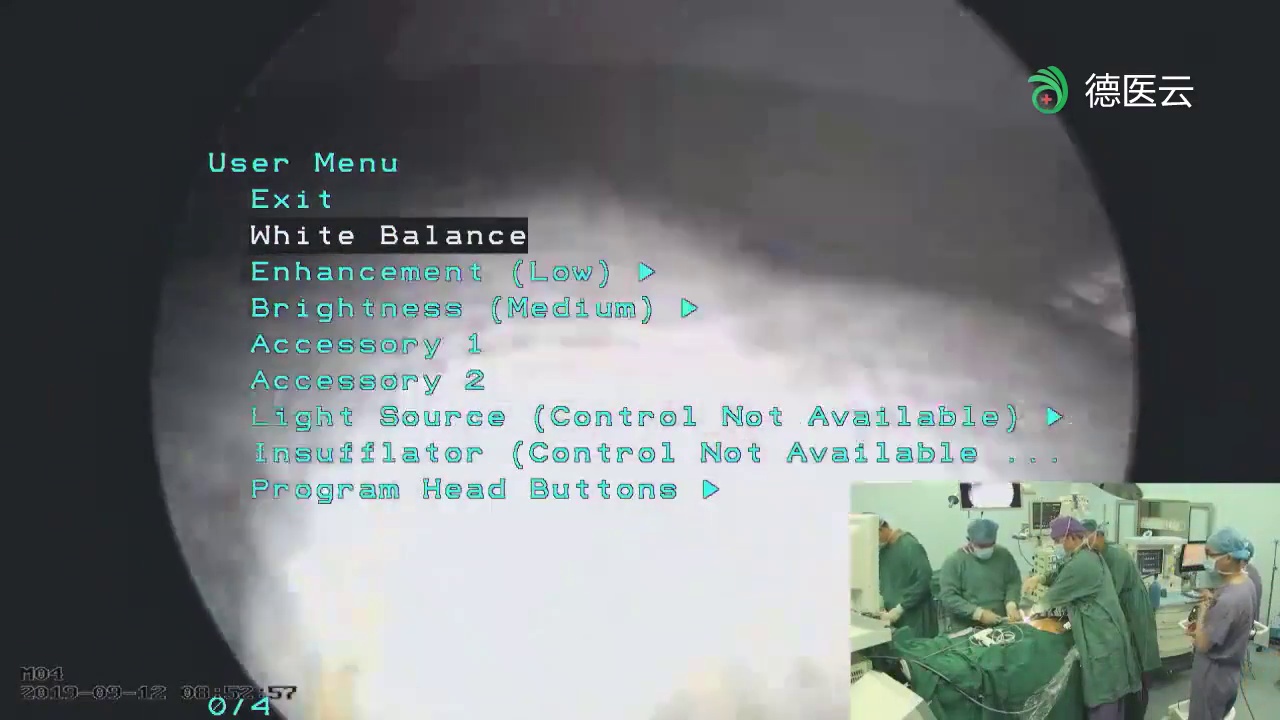 德医云
User Menu
Exit
White Balance
Enhancement (Low) ▶
Brightness (Medium) ▶
Accessory 1
Accessory 2
Light Source (Control Not Available) ▶
Insufflator (Control Not Available ...
Program Head Buttons ▶
M04
2019-09-12 08:52:57
0/4